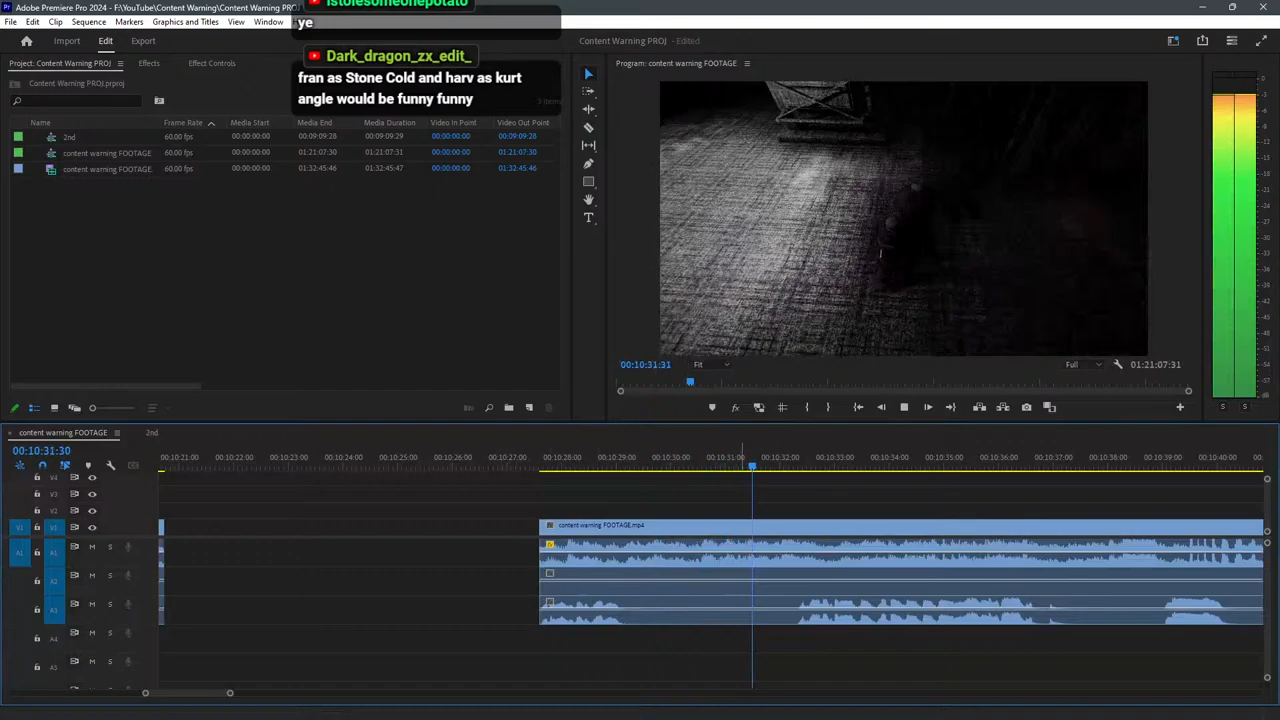 Adobe Premiere Pro 2024 - F:\YouTube\Content Warning\Content Warning PROJ
File Edit Clip Sequence Markers Graphics and Titles View Window
ye
Import Edit Export
Content Warning PROJ - Edited
Dark_dragon_zx_edit_
fran as Stone Cold and harv as kurt
angle would be funny funny
Project: Content Warning PROJ
Effects
Effect Controls
Program: content warning FOOTAGE
Content Warning PROJ.prproj
3 Items
Name Frame Rate Media Start Media End Media Duration Video In Point Video Out Point
2nd 60.00 fps 00:00:00:00 00:09:09:28 00:09:09:29 00:00:00:00 00:09:09:28
content warning FOOTAGE 60.00 fps 00:00:00:00 01:21:07:30 01:21:07:31 00:00:00:00 01:21:07:30
content warning FOOTAGE. 60.00 fps 00:00:00:00 01:32:45:46 01:32:45:47 00:00:00:00 01:32:45:46
00:10:31:31
Fit
Full
01:21:07:31
S S
content warning FOOTAGE
2nd
00:10:31:30
00:10:21:00 00:10:22:00 00:10:23:00 00:10:24:00 00:10:25:00 00:10:26:00 00:10:27:00 00:10:28:00 00:10:29:00 00:10:30:00 00:10:31:00 00:10:32:00 00:10:33:00 00:10:34:00 00:10:35:00 00:10:36:00 00:10:37:00 00:10:38:00 00:10:39:00 00:10:40:00
V4
V3
V2
V1 V1 content warning FOOTAGE.mp4
A1 A1 M S
A2 M S
A3 M S
A4 M S
A5 M S